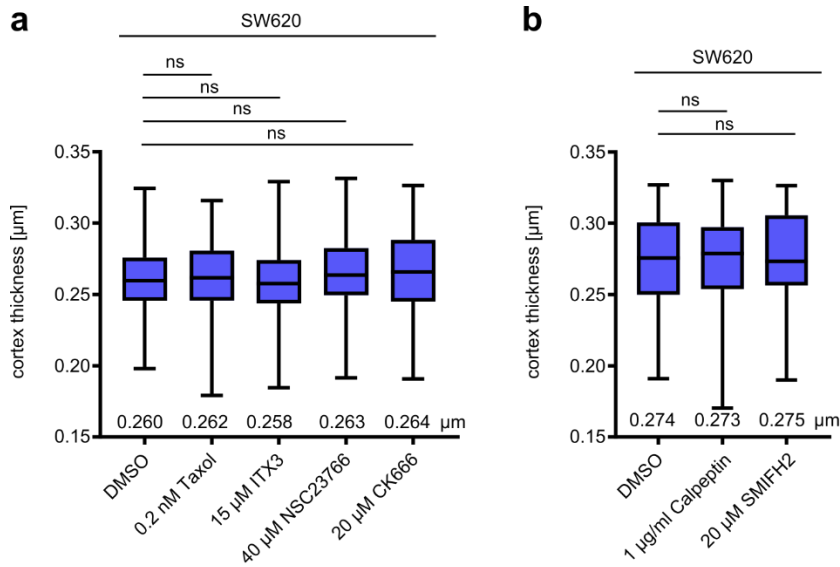 a
SW620
ns
ns
ns
ns
cortex thickness [µm]
0.35
0.30
0.25
0.20
0.15
0.260 0.262 0.258 0.263 0.264 µm
DMSO
0.2 nM Taxol
15 µM ITX3
40 µM NSC23766
20 µM CK666
b
SW620
ns
ns
cortex thickness [µm]
0.35
0.30
0.25
0.20
0.15
0.274 0.273 0.275 µm
DMSO
1 µg/ml Calpeptin
20 µM SMIFH2